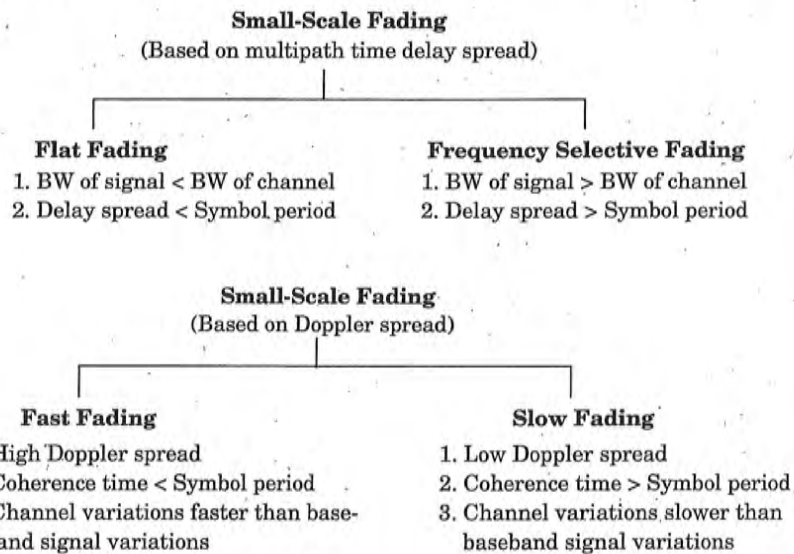 Small-Scale Fading
(Based on multipath time delay spread)
Flat Fading
1. BW of signal < BW of channel
2. Delay spread < Symbol period
Frequency Selective Fading
1. BW of signal > BW of channel
2. Delay spread > Symbol period
Small-Scale Fading
(Based on Doppler spread)
Fast Fading
High Doppler spread
Coherence time < Symbol period
Channel variations faster than base-
band signal variations
Slow Fading
1. Low Doppler spread
2. Coherence time > Symbol period
3. Channel variations slower than
baseband signal variations